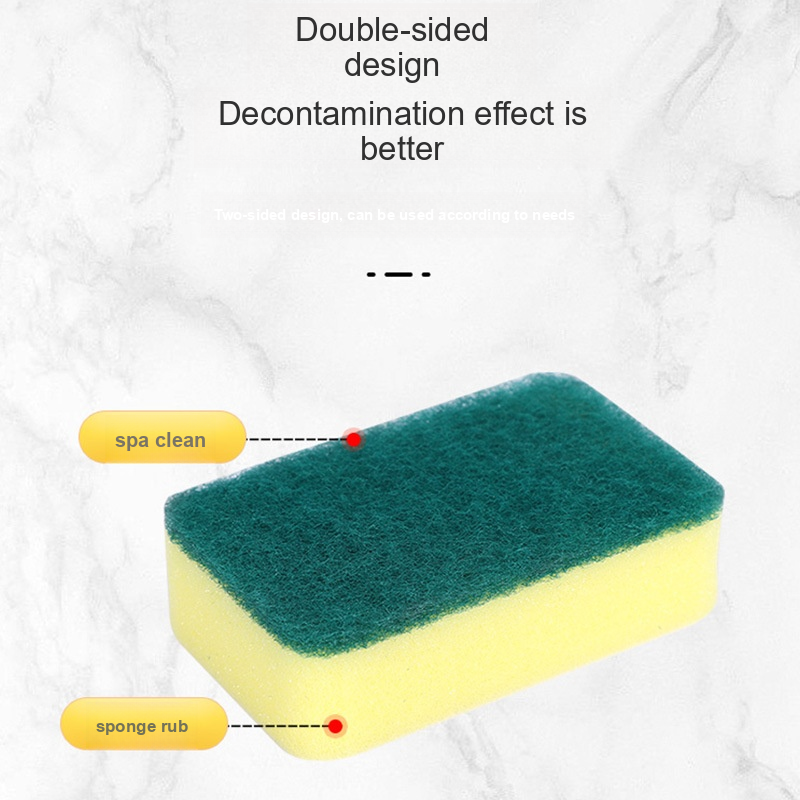 Double-sided
design
Decontamination effect is
better
Two-sided design, can be used according to needs
spa clean
sponge rub